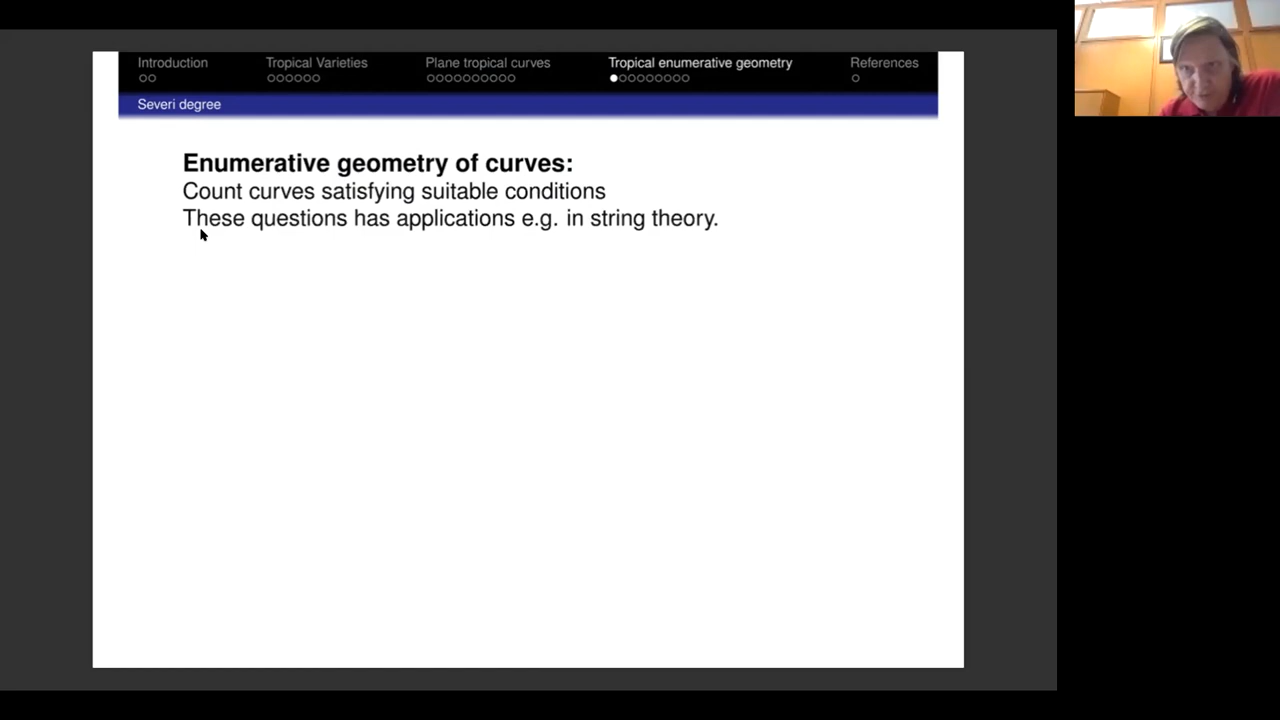 Introduction
Tropical Varieties
Plane tropical curves
Tropical enumerative geometry
References
Severi degree
Enumerative geometry of curves:
Count curves satisfying suitable conditions
These questions has applications e.g. in string theory.